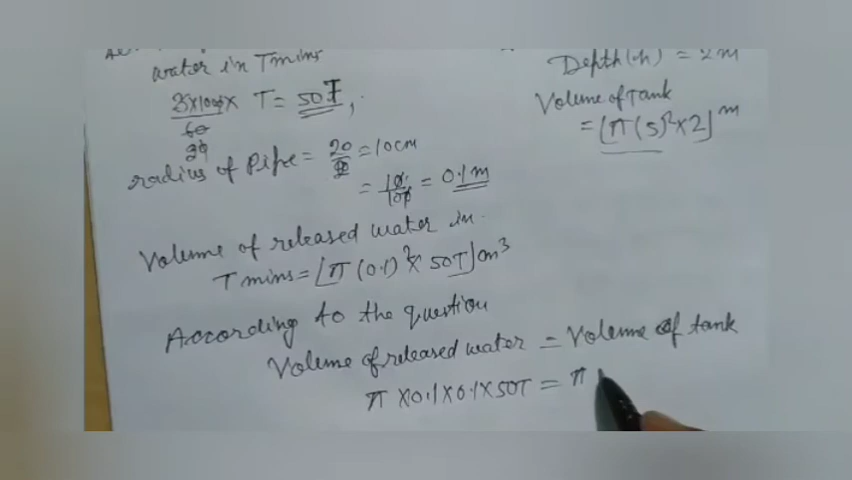 water in T mins
3×1000× T = 50T,
60
20
radius of Pipe = 20 = 10cm
2
= 10 = 0.1m
100
Volume of released water in
T mins = [π (0.1)²× 50T] m³
According to the question
Volume of released water = Volume of tank
π ×0.1×0.1×50T = π
Depth(h) = 2m
Volume of Tank
= [π(5)²×2] m